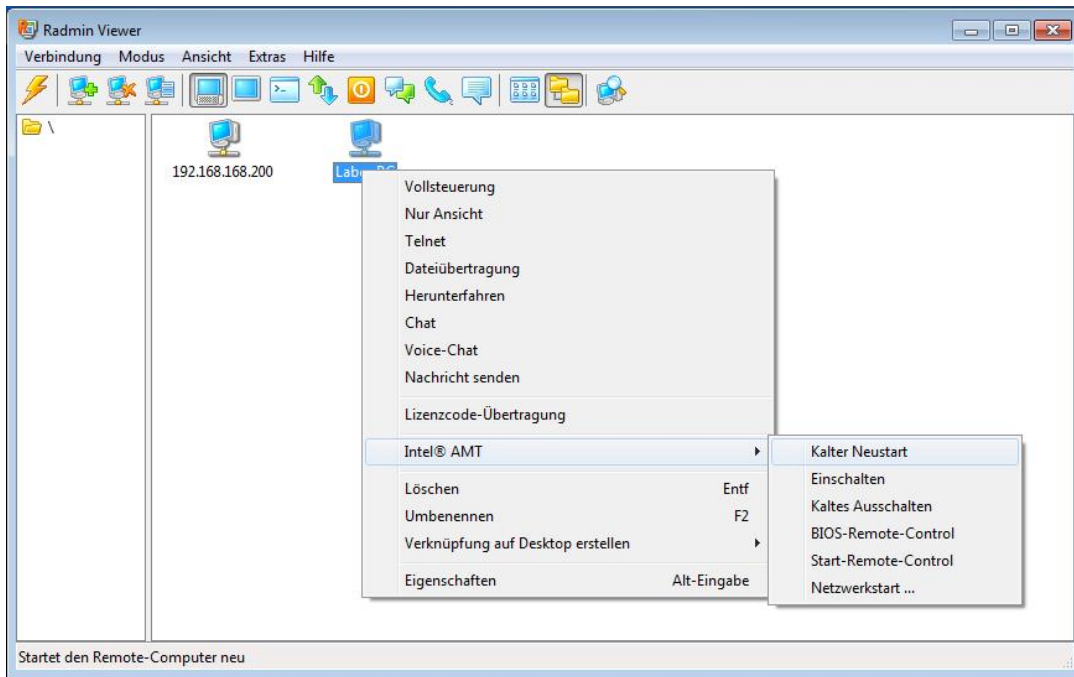 Radmin Viewer
Verbindung Modus Ansicht Extras Hilfe
\
192.168.168.200
Vollsteuerung
Nur Ansicht
Telnet
Dateiübertragung
Herunterfahren
Chat
Voice-Chat
Nachricht senden
Lizenzcode-Übertragung
Intel® AMT
Löschen Entf
Umbenennen F2
Verknüpfung auf Desktop erstellen
Eigenschaften Alt-Eingabe
Kalter Neustart
Einschalten
Kaltes Ausschalten
BIOS-Remote-Control
Start-Remote-Control
Netzwerkstart ...
Startet den Remote-Computer neu